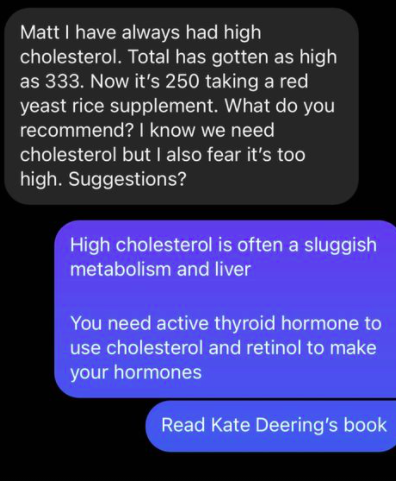 Matt I have always had high
cholesterol. Total has gotten as high
as 333. Now it's 250 taking a red
yeast rice supplement. What do you
recommend? I know we need
cholesterol but I also fear it's too
high. Suggestions?
High cholesterol is often a sluggish
metabolism and liver
You need active thyroid hormone to
use cholesterol and retinol to make
your hormones
Read Kate Deering's book